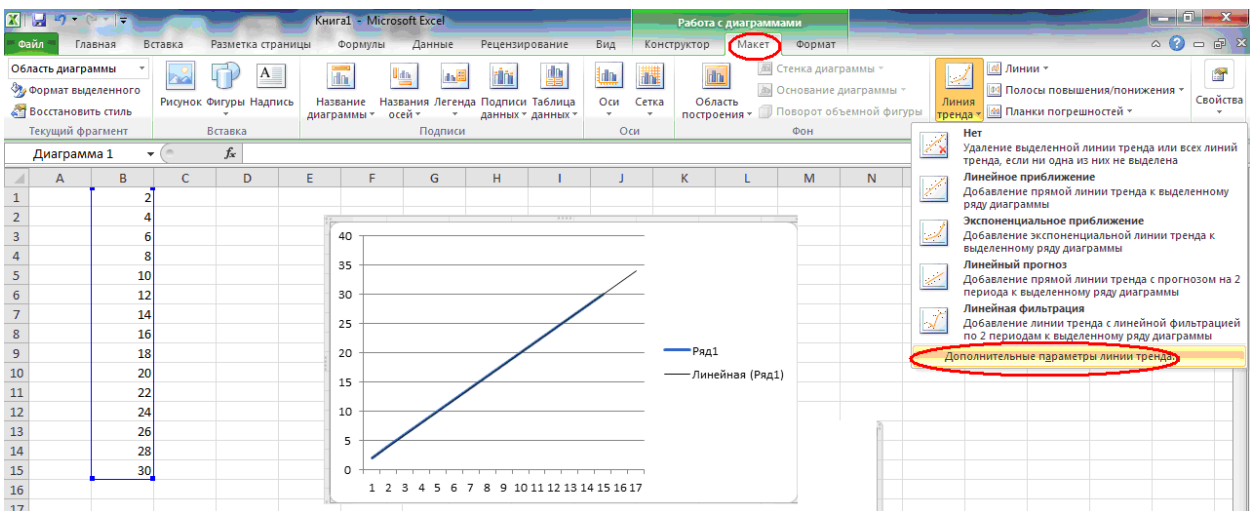 Книга1 - Microsoft Excel
Работа с диаграммами
Файл Главная Вставка Разметка страницы Формулы Данные Рецензирование Вид Конструктор Макет Формат
Область диаграммы
Формат выделенного
Восстановить стиль
Текущий фрагмент
Рисунок Фигуры Надпись
Вставка
Название диаграммы
Названия осей
Легенда
Подписи данных
Таблица данных
Подписи
Оси Сетка
Оси
Область построения
Стенка диаграммы
Основание диаграммы
Поворот объемной фигуры
Фон
Линия тренда
Линии
Полосы повышения/понижения
Планки погрешностей
Свойства
Диаграмма 1
fx
Нет
Удаление выделенной линии тренда или всех линий
тренда, если ни одна из них не выделена
Линейное приближение
Добавление прямой линии тренда к выделенному
ряду диаграммы
Экспоненциальное приближение
Добавление экспоненциальной линии тренда к
выделенному ряду диаграммы
Линейный прогноз
Добавление прямой линии тренда с прогнозом на 2
периода к выделенному ряду диаграммы
Линейная фильтрация
Добавление линии тренда с линейной фильтрацией
по 2 периодам к выделенному ряду диаграммы
Дополнительные параметры линии тренда...
A B C D E F G H I J K L M N
1 2
2 4
3 6
4 8
5 10
6 12
7 14
8 16
9 18
10 20
11 22
12 24
13 26
14 28
15 30
16
17
40
35
30
25
20
15
10
5
0
1 2 3 4 5 6 7 8 9 10 11 12 13 14 15 16 17
Ряд1
Линейная (Ряд1)